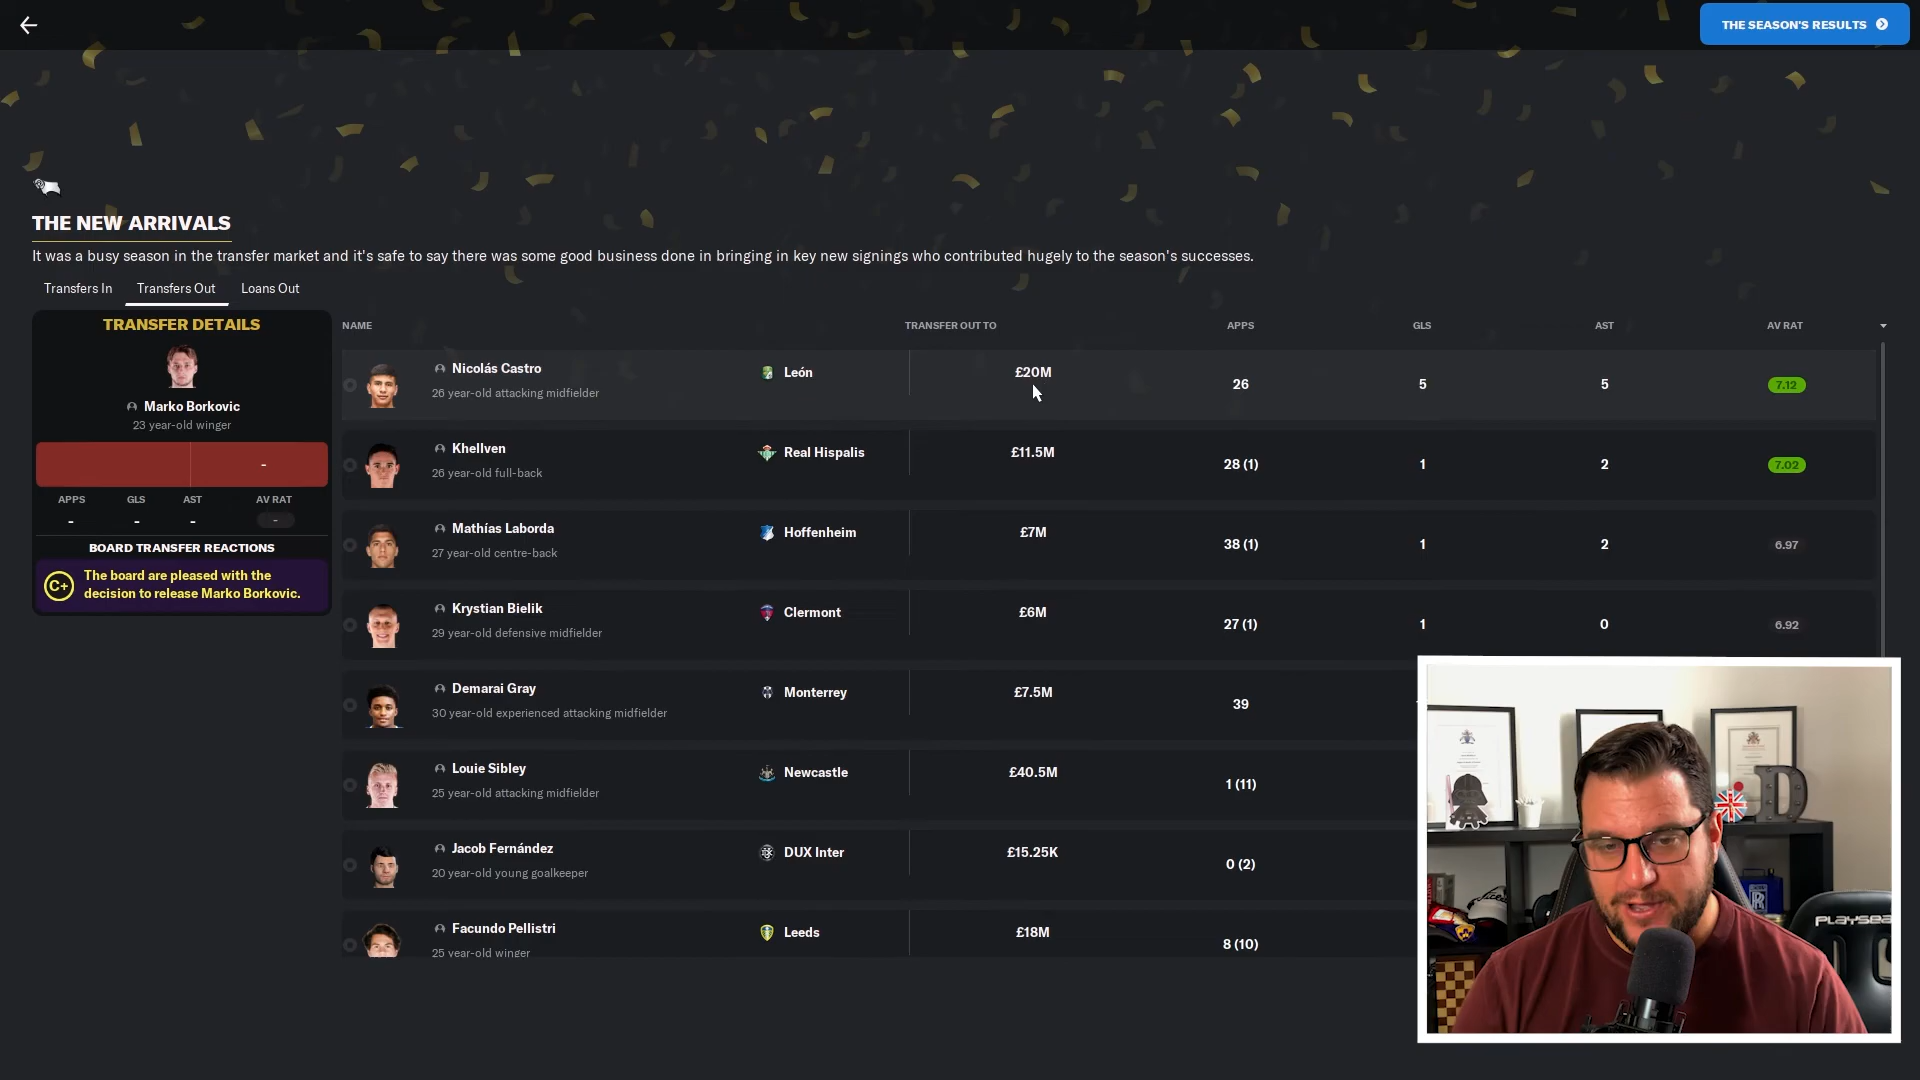 THE SEASON'S RESULTS
THE NEW ARRIVALS
It was a busy season in the transfer market and it's safe to say there was some good business done in bringing in key new signings who contributed hugely to the season's successes.
Transfers In Transfers Out Loans Out
TRANSFER DETAILS
Marko Borkovic
23 year-old winger
-
APPS GLS AST AV RAT
- - - -
BOARD TRANSFER REACTIONS
C+ The board are pleased with the
decision to release Marko Borkovic.
NAME TRANSFER OUT TO APPS GLS AST AV RAT
Nicolás Castro León £20M 26 5 5 7.12
26 year-old attacking midfielder
Khellven Real Hispalis £11.5M 28 (1) 1 2 7.02
26 year-old full-back
Mathías Laborda Hoffenheim £7M 38 (1) 1 2 6.97
27 year-old centre-back
Krystian Bielik Clermont £6M 27 (1) 1 0 6.92
29 year-old defensive midfielder
Demarai Gray Monterrey £7.5M 39
30 year-old experienced attacking midfielder
Louie Sibley Newcastle £40.5M 1 (11)
25 year-old attacking midfielder
Jacob Fernández DUX Inter £15.25K 0 (2)
20 year-old young goalkeeper
Facundo Pellistri Leeds £18M 8 (10)
25 year-old winger
D